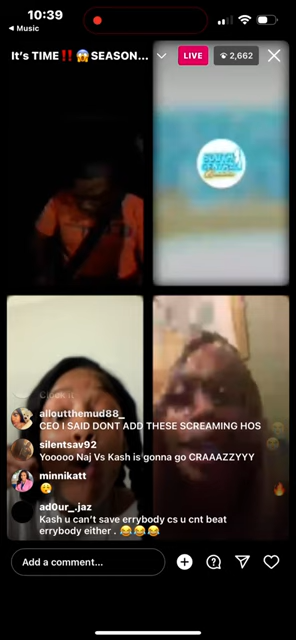 10:39
Music
It's TIME‼️😱SEASON...
LIVE
2,662
alloutthemud88_
CEO I SAID DONT ADD THESE SCREAMING HOS
silentsav92
Yooooo Naj Vs Kash is gonna go CRAAAZZYYY
minnikatt
ad0ur_.jaz
Kash u can't save errybody cs u cnt beat
errybody either . 😂😂😂
Add a comment...